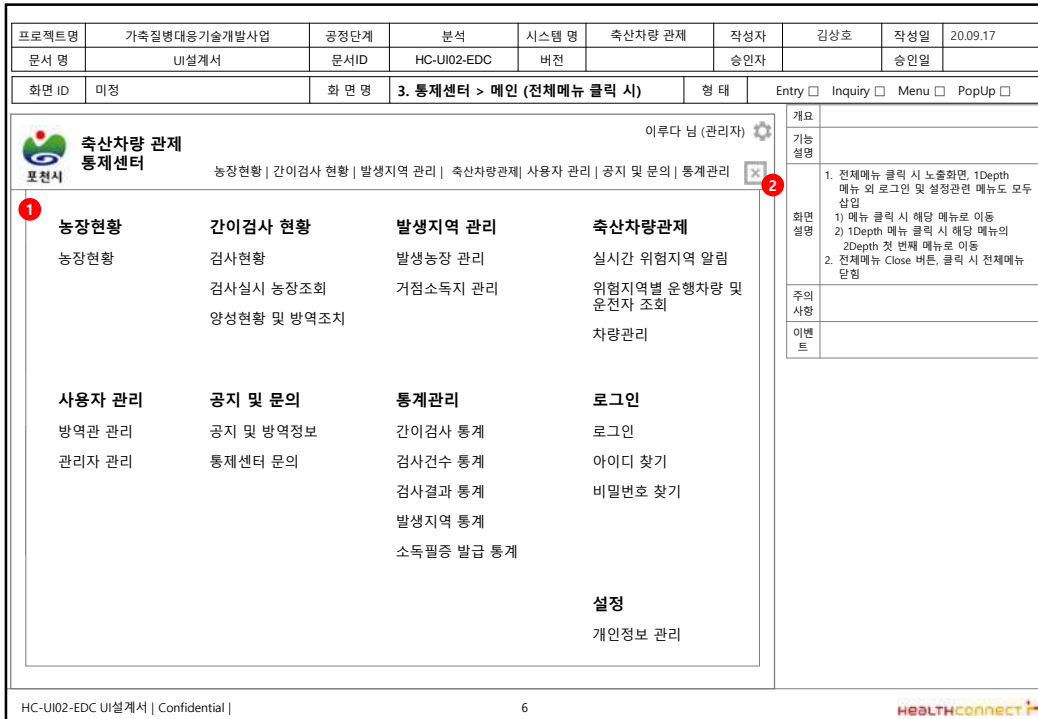 프로젝트명 가축질병대응기술개발사업 공정단계 분석 시스템 명 축산차량 관제 작성자 김상호 작성일 20.09.17
문서 명 UI설계서 문서ID HC-UI02-EDC 버전 승인자 승인일
화면 ID 미정 화 면 명 3. 통제센터 > 메인 (전체메뉴 클릭 시) 형 태 Entry □ Inquiry □ Menu □ PopUp □
포천시
축산차량 관제
통제센터
이루다 님 (관리자)
농장현황 | 간이검사 현황 | 발생지역 관리 | 축산차량관제| 사용자 관리 | 공지 및 문의 | 통계관리
2
1
농장현황 간이검사 현황 발생지역 관리 축산차량관제
농장현황 검사현황 발생농장 관리 실시간 위험지역 알림
검사실시 농장조회 거점소독지 관리 위험지역별 운행차량 및
운전자 조회
양성현황 및 방역조치
차량관리
사용자 관리 공지 및 문의 통계관리 로그인
방역관 관리 공지 및 방역정보 간이검사 통계 로그인
관리자 관리 통제센터 문의 검사건수 통계 아이디 찾기
검사결과 통계 비밀번호 찾기
발생지역 통계
소독필증 발급 통계
설정
개인정보 관리
개요
기능
설명
화면
설명
1. 전체메뉴 클릭 시 노출화면, 1Depth
메뉴 외 로그인 및 설정관련 메뉴도 모두
삽입
1) 메뉴 클릭 시 해당 메뉴로 이동
2) 1Depth 메뉴 클릭 시 해당 메뉴의
2Depth 첫 번째 메뉴로 이동
2. 전체메뉴 Close 버튼, 클릭 시 전체메뉴
닫힘
주의
사항
이벤
트
HC-UI02-EDC UI설계서 | Confidential | 6 HEALTHCONNECT